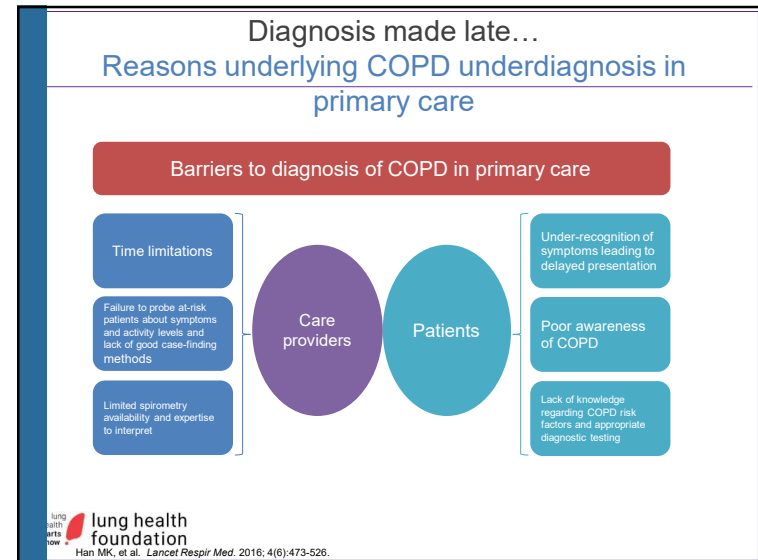 Diagnosis made late…
Reasons underlying COPD underdiagnosis in
primary care
Barriers to diagnosis of COPD in primary care
Time limitations
Failure to probe at-risk
patients about symptoms
and activity levels and
lack of good case-finding
methods
Limited spirometry
availability and expertise
to interpret
Care
providers
Patients
Under-recognition of
symptoms leading to
delayed presentation
Poor awareness
of COPD
Lack of knowledge
regarding COPD risk
factors and appropriate
diagnostic testing
lung
lung health
foundation
Han MK, et al. Lancet Respir Med. 2016; 4(6):473-526.